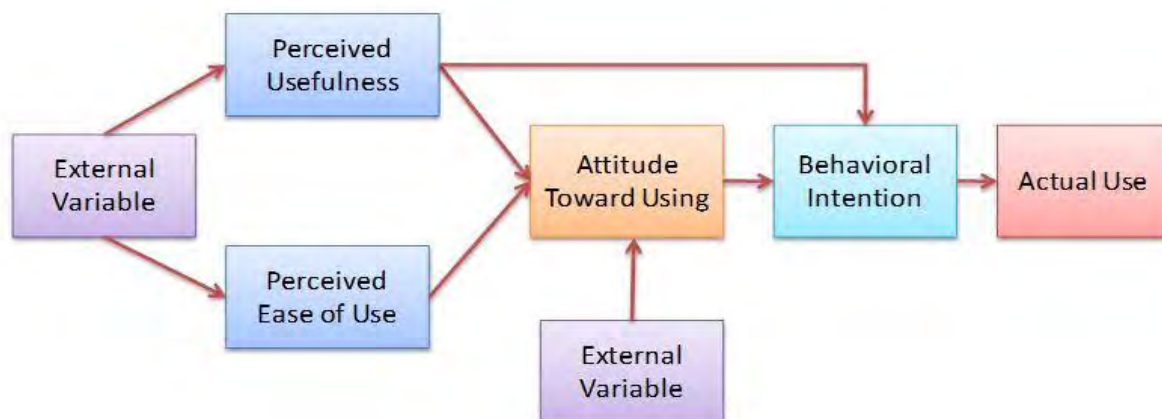 Perceived
Usefulness
External
Variable
Perceived
Ease of Use
Attitude
Toward Using
External
Variable
Behavioral
Intention
Actual Use